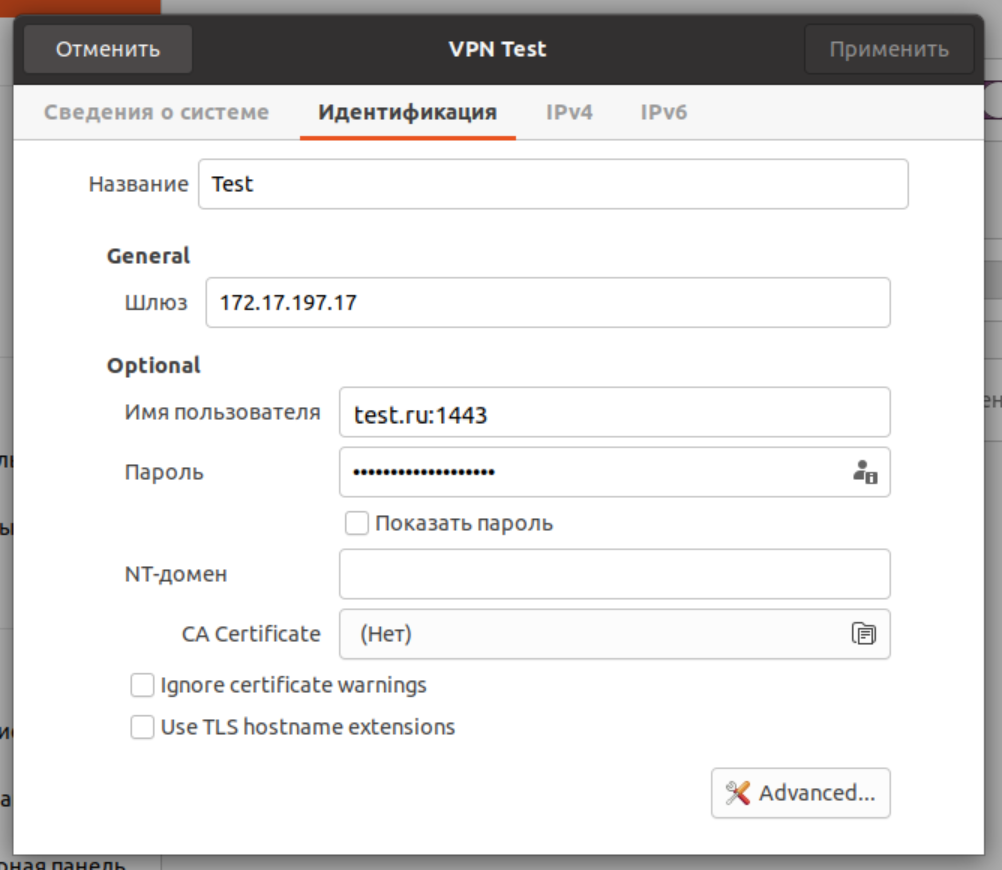 Отменить VPN Test Применить
Сведения о системе Идентификация IPv4 IPv6
Название Test
General
Шлюз 172.17.197.17
Optional
Имя пользователя test.ru:1443
Пароль •••••••••••••••••••
Показать пароль
NT-домен
CA Certificate (Нет)
Ignore certificate warnings
Use TLS hostname extensions
Advanced...
панель